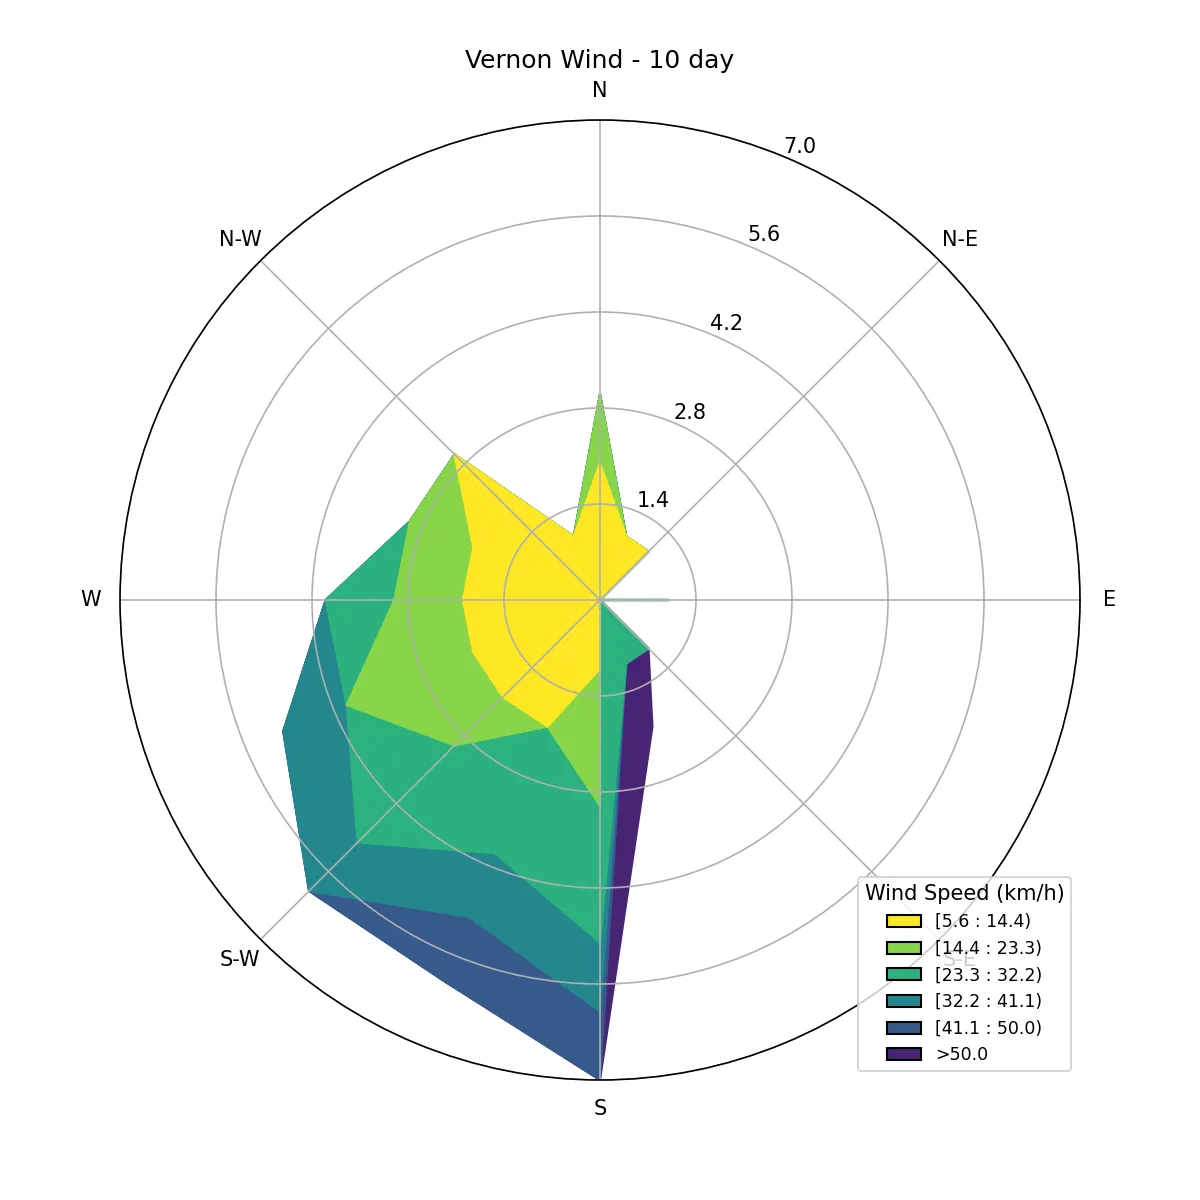 Vernon Wind - 10 day
N
7.0
N-W
5.6
N-E
4.2
2.8
1.4
W
E
S-W
S-E
Wind Speed (km/h)
[5.6 : 14.4)
[14.4 : 23.3)
[23.3 : 32.2)
[32.2 : 41.1)
[41.1 : 50.0)
>50.0
S